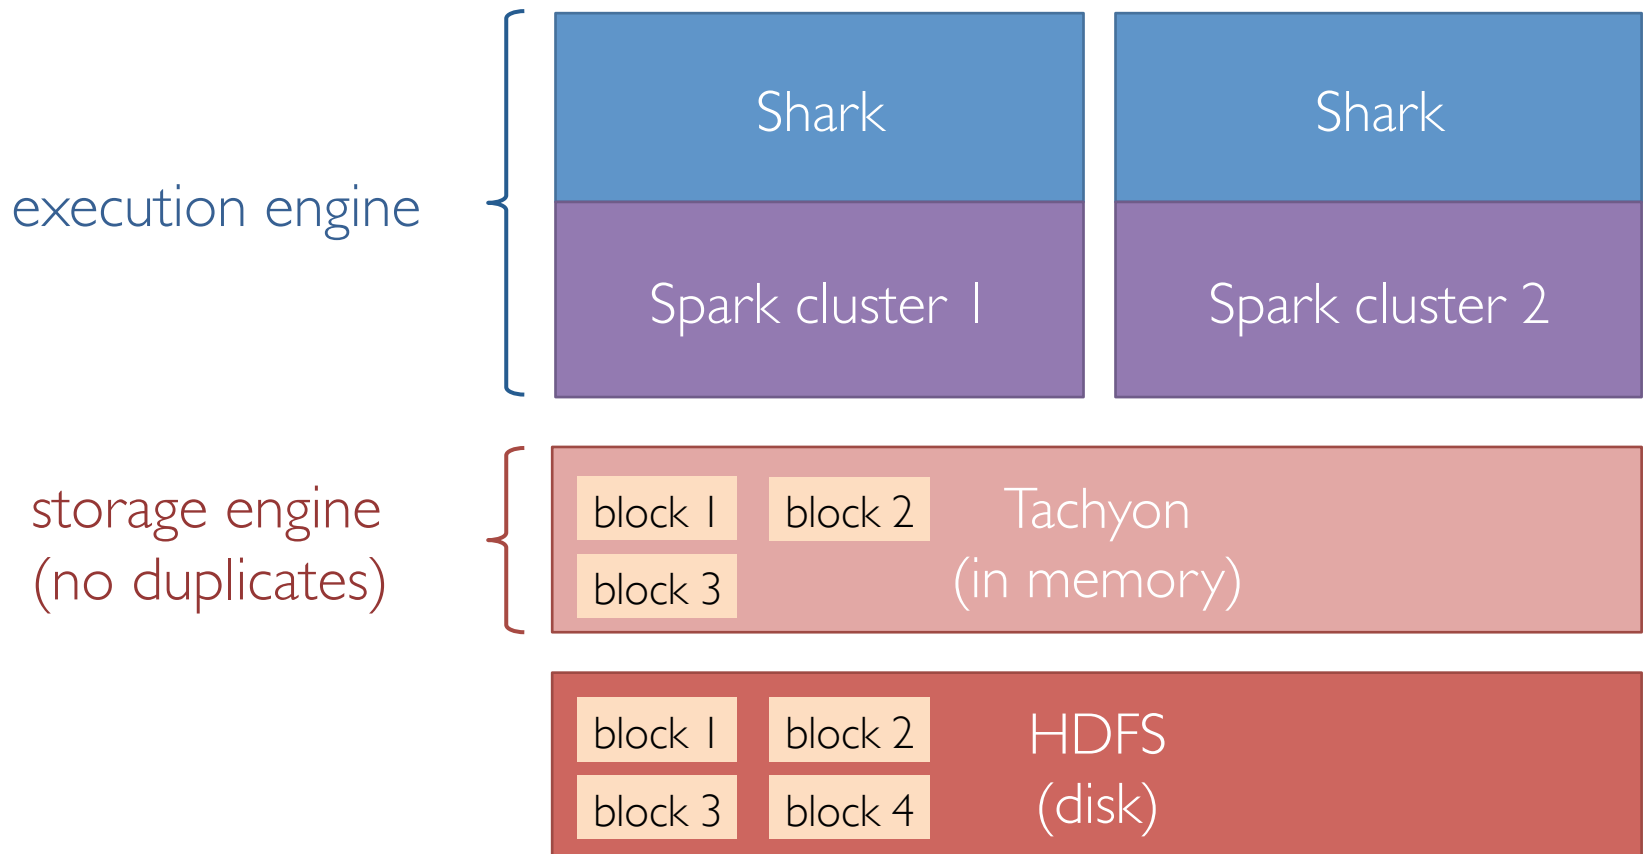 Shark
Shark
execution engine
Spark cluster 1
Spark cluster 2
storage engine
(no duplicates)
block 1
block 2
block 3
Tachyon
(in memory)
block 1
block 2
block 3
block 4
HDFS
(disk)